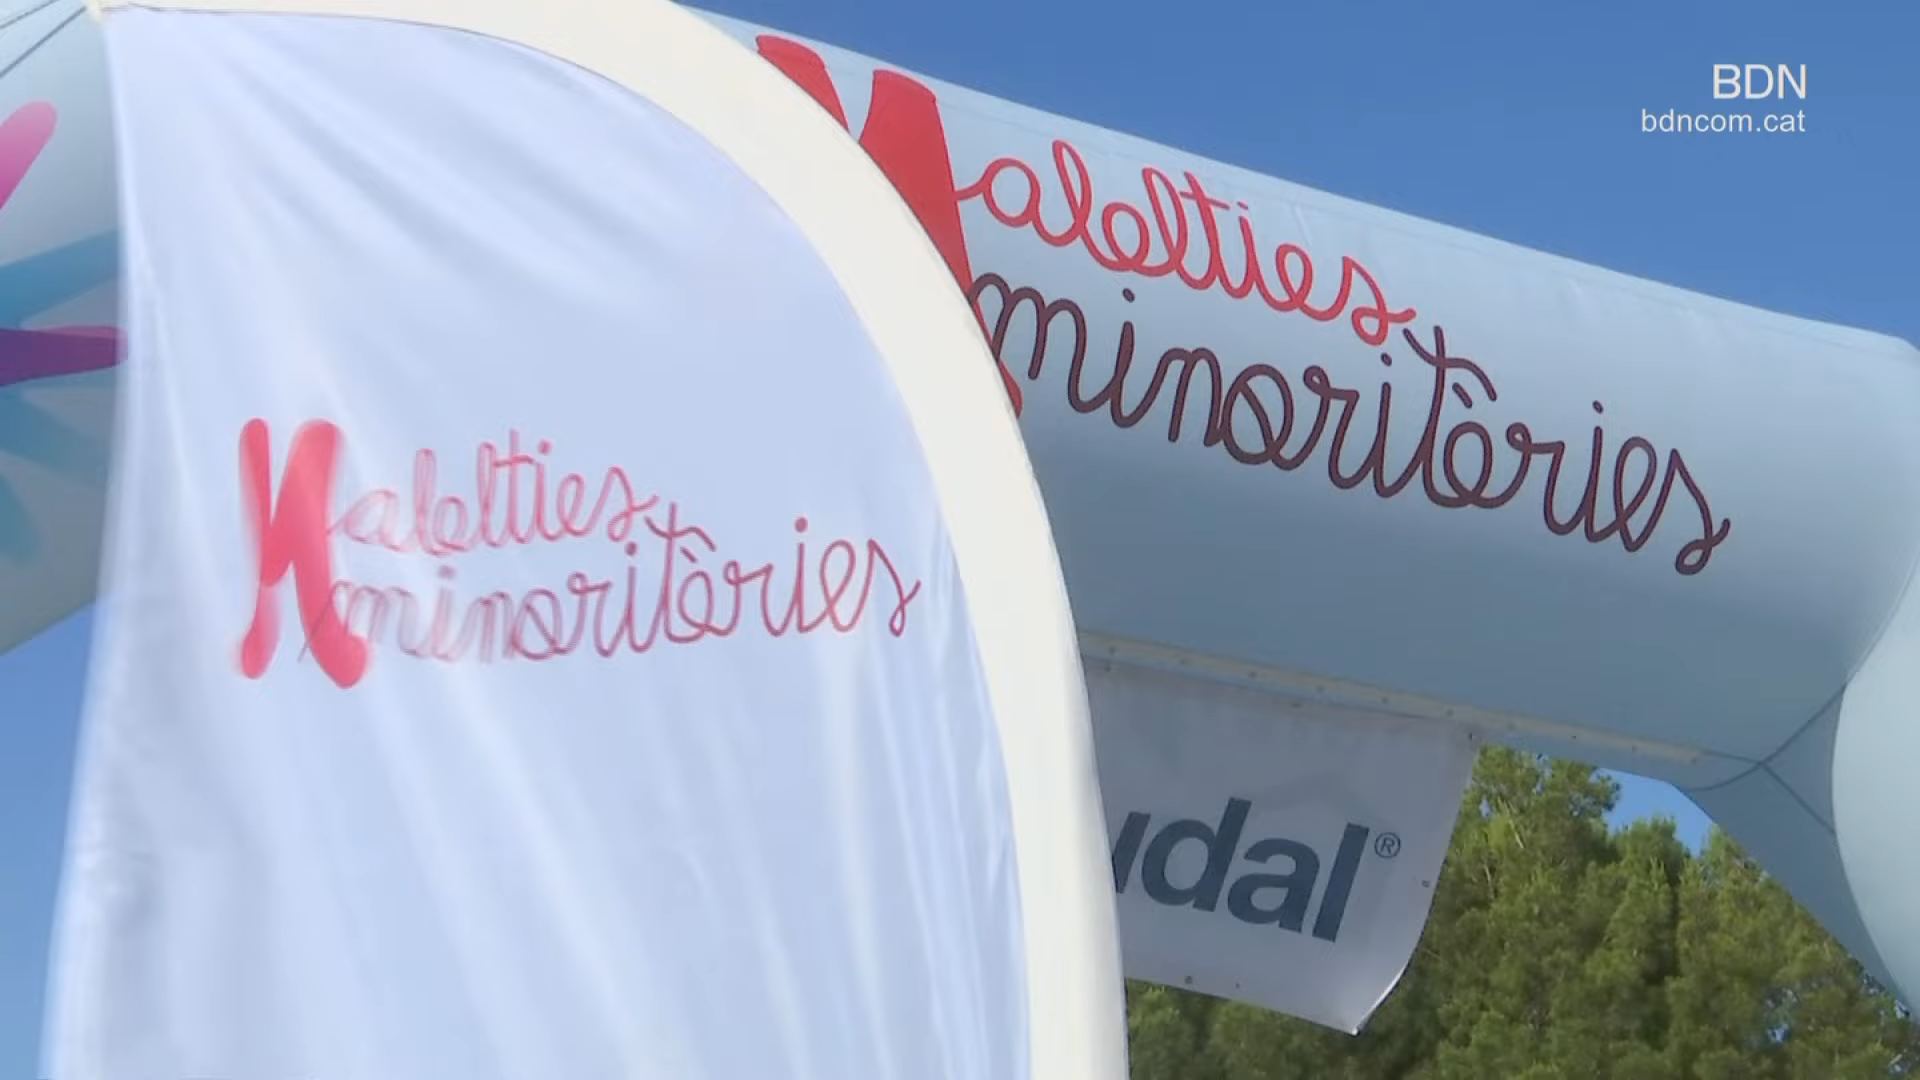 BDN
bdncom.cat
Malalties
minoritàries
Malalties
minoritàries
udal®